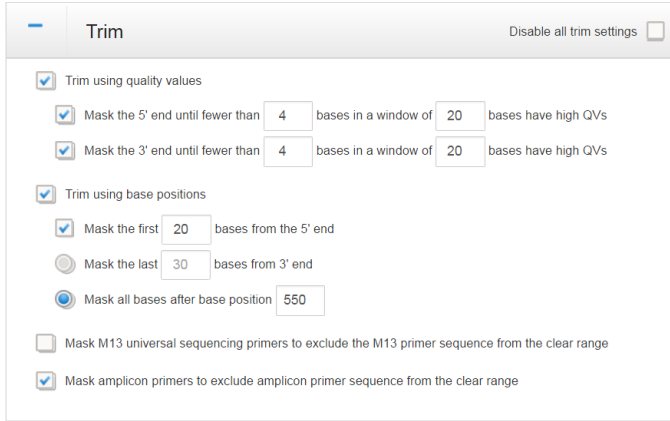 Trim Disable all trim settings
Trim using quality values
Mask the 5' end until fewer than 4 bases in a window of 20 bases have high QVs
Mask the 3' end until fewer than 4 bases in a window of 20 bases have high QVs
Trim using base positions
Mask the first 20 bases from the 5' end
Mask the last 30 bases from 3' end
Mask all bases after base position 550
Mask M13 universal sequencing primers to exclude the M13 primer sequence from the clear range
Mask amplicon primers to exclude amplicon primer sequence from the clear range